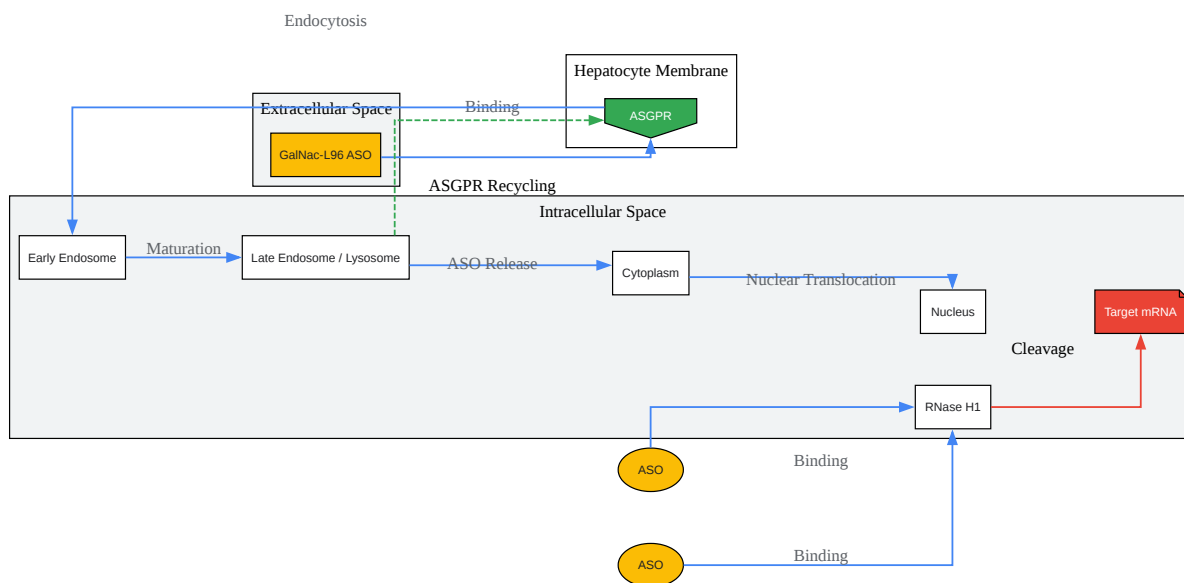 Endocytosis
Hepatocyte Membrane
Extracellular Space
Binding
ASGPR
GalNac-L96 ASO
ASGPR Recycling
Intracellular Space
Early Endosome
Maturation
Late Endosome / Lysosome
ASO Release
Cytoplasm
Nuclear Translocation
Nucleus
Target mRNA
Cleavage
RNase H1
ASO
Binding
ASO
Binding